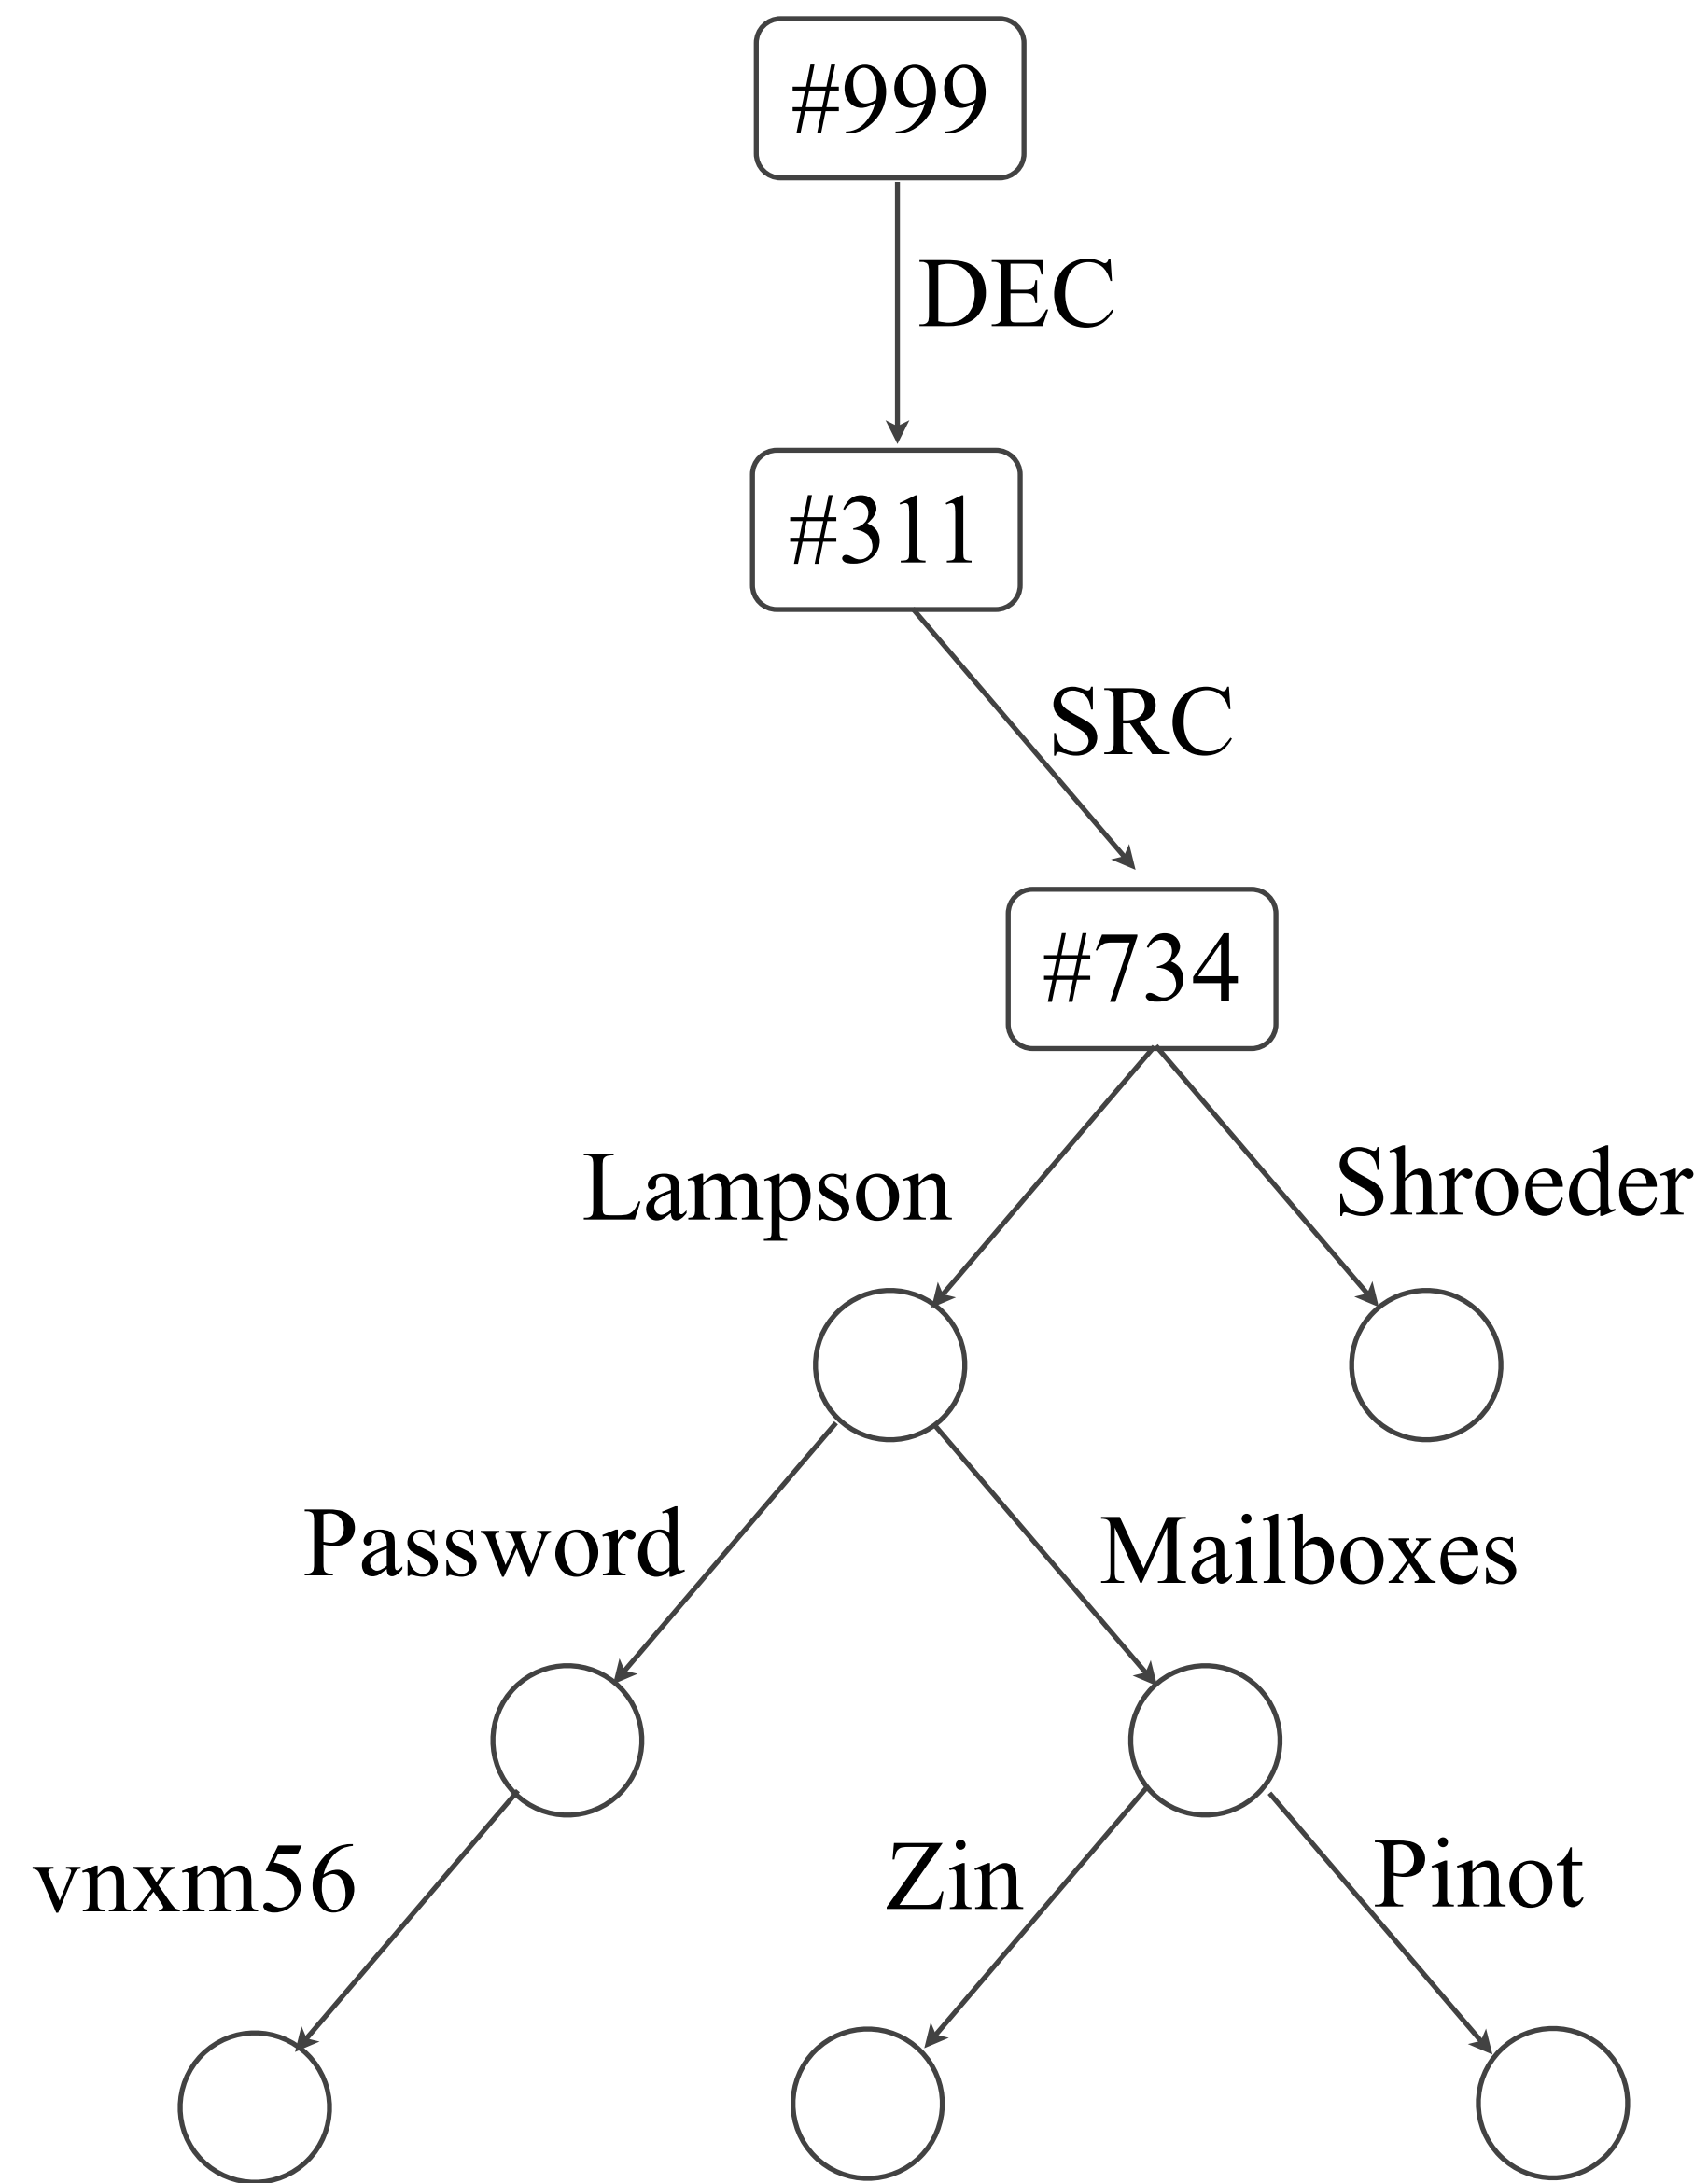 #999
DEC
#311
SRC
#734
Lampson
Shroeder
Password
Mailboxes
vnxm56
Zin
Pinot